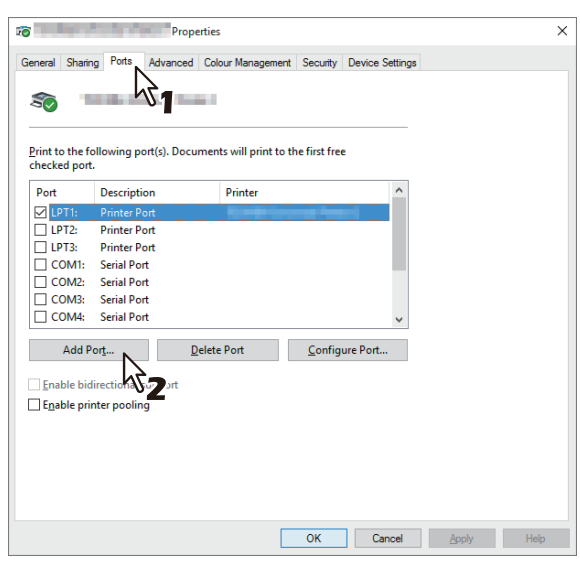 Properties
General Sharing Ports Advanced Colour Management Security Device Settings
1
Print to the following port(s). Documents will print to the first free
checked port.
Port Description Printer
LPT1: Printer Port
LPT2: Printer Port
LPT3: Printer Port
COM1: Serial Port
COM2: Serial Port
COM3: Serial Port
COM4: Serial Port
Add Port... Delete Port Configure Port...
2
Enable bidirectional support
Enable printer pooling
OK Cancel Apply Help